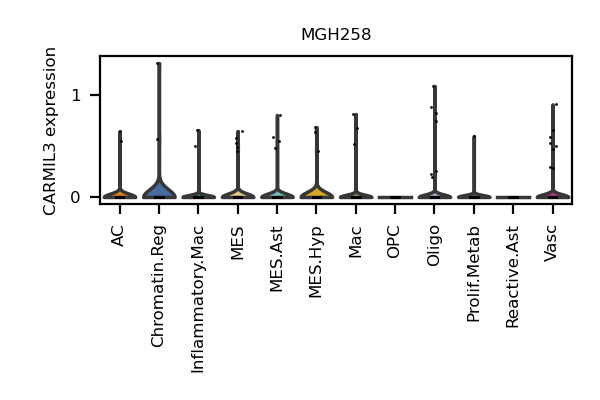 MGH258
CARMIL3 expression
1
0
AC
Chromatin.Reg
Inflammatory.Mac
MES
MES.Ast
MES.Hyp
Mac
OPC
Oligo
Prolif.Metab
Reactive.Ast
Vasc